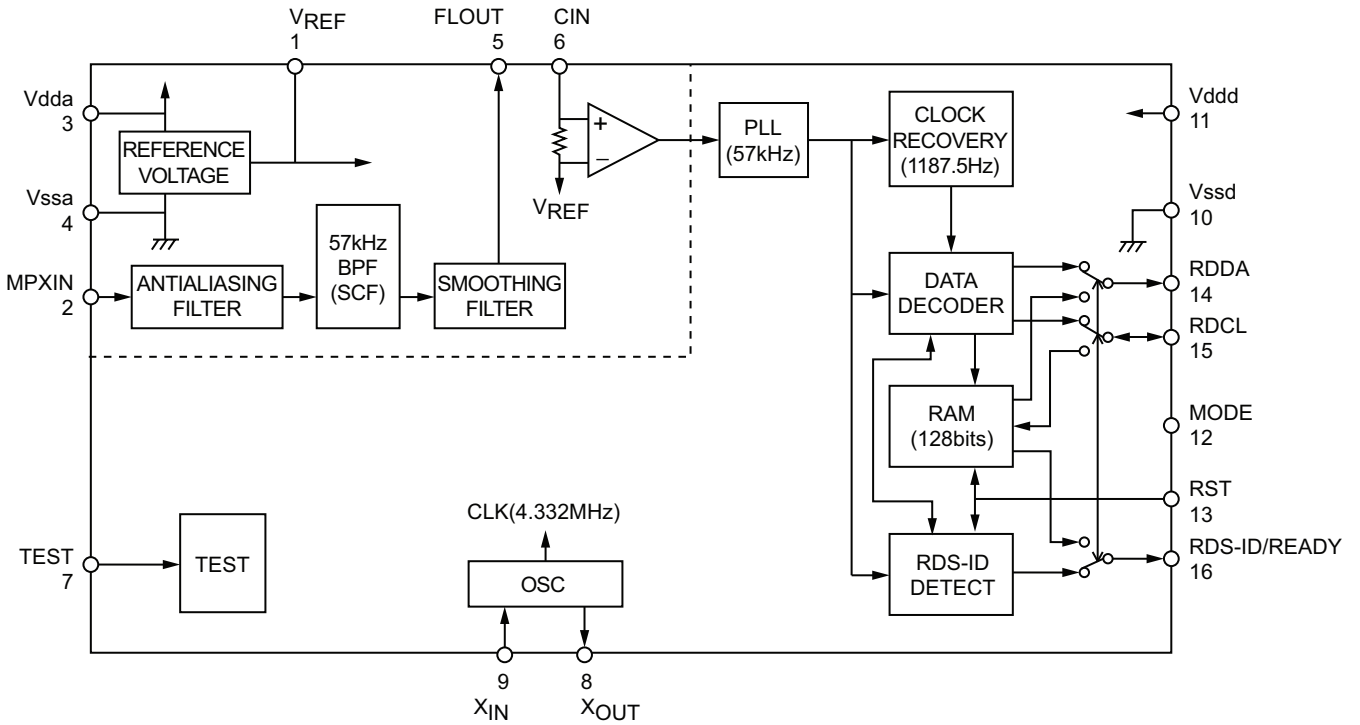 VREF
1
FLOUT
5
CIN
6
Vdda
3
REFERENCE
VOLTAGE
Vssa
4
+
–
VREF
PLL
(57kHz)
CLOCK
RECOVERY
(1187.5Hz)
Vddd
11
Vssd
10
MPXIN
2
ANTIALIASING
FILTER
57kHz
BPF
(SCF)
SMOOTHING
FILTER
DATA
DECODER
RDDA
14
RDCL
15
RAM
(128bits)
MODE
12
RST
13
TEST
7
TEST
CLK(4.332MHz)
OSC
RDS-ID
DETECT
RDS-ID/READY
16
9
XIN
8
XOUT